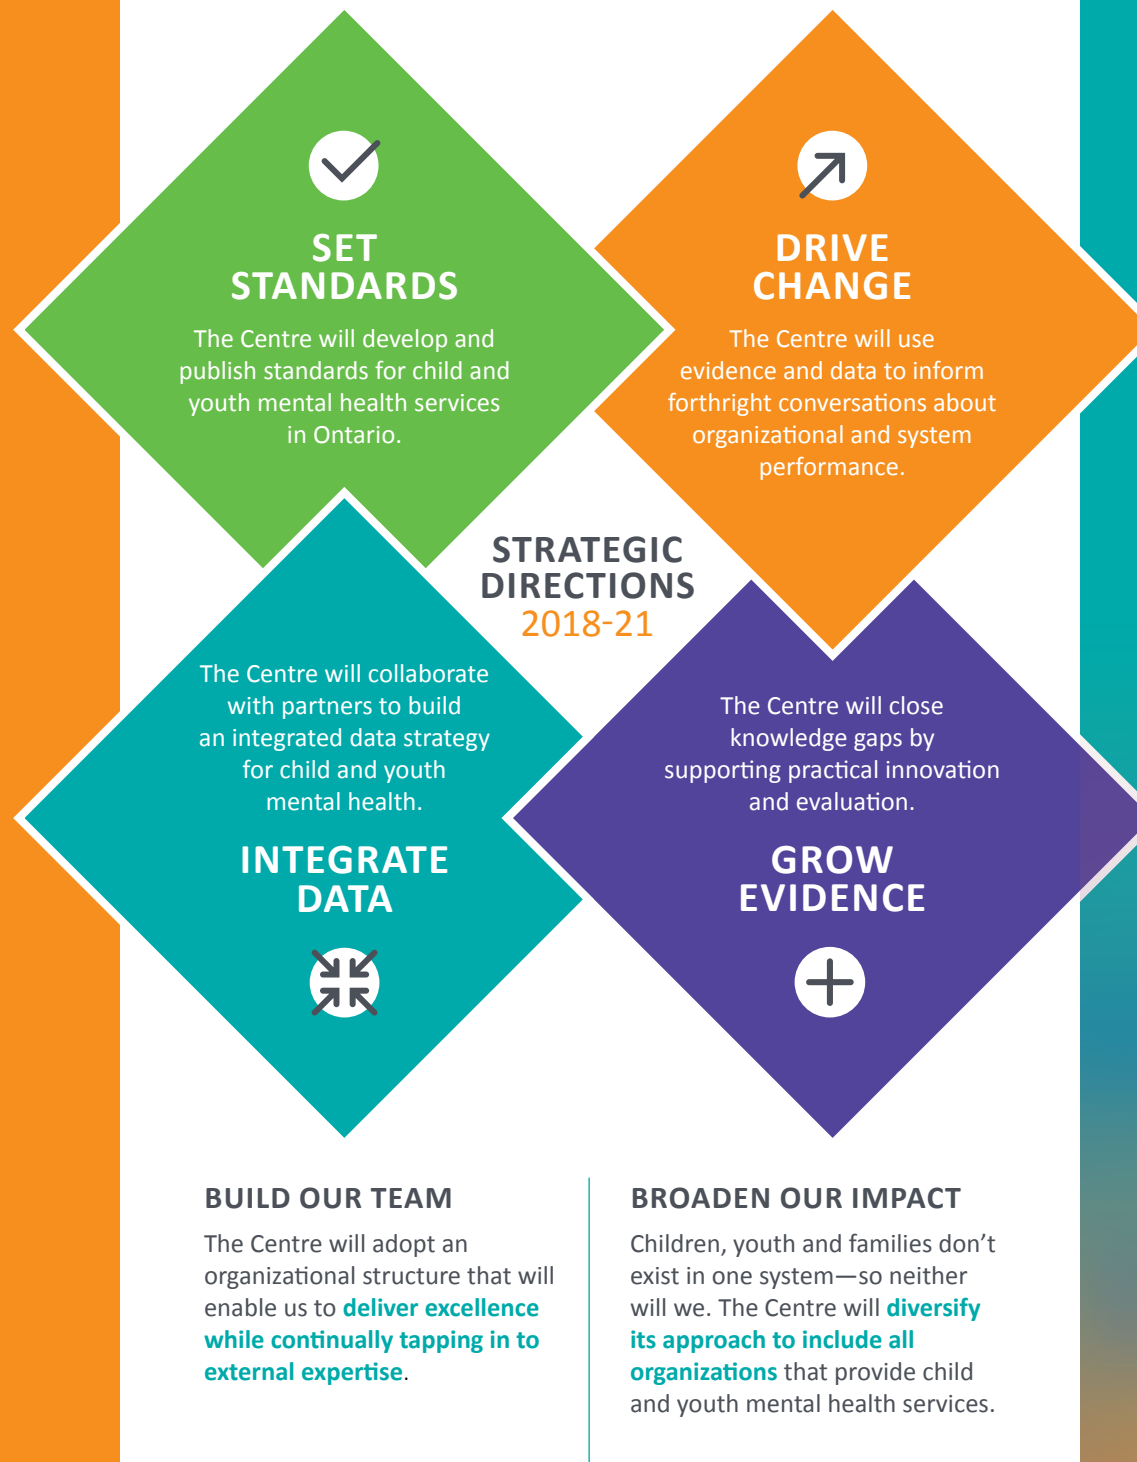 SET
STANDARDS
The Centre will develop and
publish standards for child and
youth mental health services
in Ontario.
DRIVE
CHANGE
The Centre will use
evidence and data to inform
forthright conversations about
organizational and system
performance.
STRATEGIC
DIRECTIONS
2018-21
The Centre will collaborate
with partners to build
an integrated data strategy
for child and youth
mental health.
INTEGRATE
DATA
The Centre will close
knowledge gaps by
supporting practical innovation
and evaluation.
GROW
EVIDENCE
BUILD OUR TEAM
The Centre will adopt an
organizational structure that will
enable us to deliver excellence
while continually tapping in to
external expertise.
BROADEN OUR IMPACT
Children, youth and families don’t
exist in one system—so neither
will we. The Centre will diversify
its approach to include all
organizations that provide child
and youth mental health services.